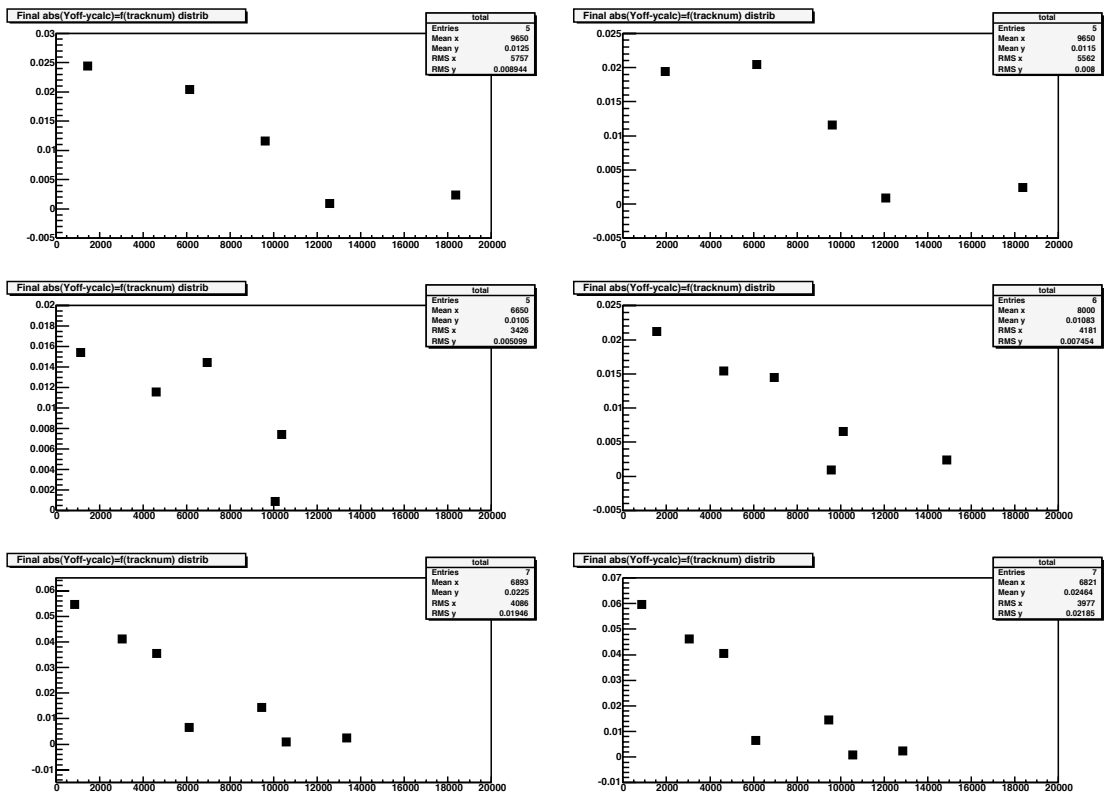 Final abs(Yoff-ycalc)=f(tracknum) distrib
total
Entries 5
Mean x 9650
Mean y 0.0125
RMS x 5757
RMS y 0.008944
0.03
0.025
0.02
0.015
0.01
0.005
0
-0.005
0 2000 4000 6000 8000 10000 12000 14000 16000 18000 20000
Final abs(Yoff-ycalc)=f(tracknum) distrib
total
Entries 5
Mean x 9650
Mean y 0.0115
RMS x 5562
RMS y 0.008
0.025
0.02
0.015
0.01
0.005
0
-0.005
0 2000 4000 6000 8000 10000 12000 14000 16000 18000 20000
Final abs(Yoff-ycalc)=f(tracknum) distrib
total
Entries 5
Mean x 6650
Mean y 0.0105
RMS x 3426
RMS y 0.005099
0.02
0.018
0.016
0.014
0.012
0.01
0.008
0.006
0.004
0.002
0
0 2000 4000 6000 8000 10000 12000 14000 16000 18000 20000
Final abs(Yoff-ycalc)=f(tracknum) distrib
total
Entries 6
Mean x 8000
Mean y 0.01083
RMS x 4181
RMS y 0.007454
0.025
0.02
0.015
0.01
0.005
0
-0.005
0 2000 4000 6000 8000 10000 12000 14000 16000 18000 20000
Final abs(Yoff-ycalc)=f(tracknum) distrib
total
Entries 7
Mean x 6893
Mean y 0.0225
RMS x 4086
RMS y 0.01946
0.06
0.05
0.04
0.03
0.02
0.01
0
-0.01
0 2000 4000 6000 8000 10000 12000 14000 16000 18000 20000
Final abs(Yoff-ycalc)=f(tracknum) distrib
total
Entries 7
Mean x 6821
Mean y 0.02464
RMS x 3977
RMS y 0.02185
0.07
0.06
0.05
0.04
0.03
0.02
0.01
0
-0.01
0 2000 4000 6000 8000 10000 12000 14000 16000 18000 20000